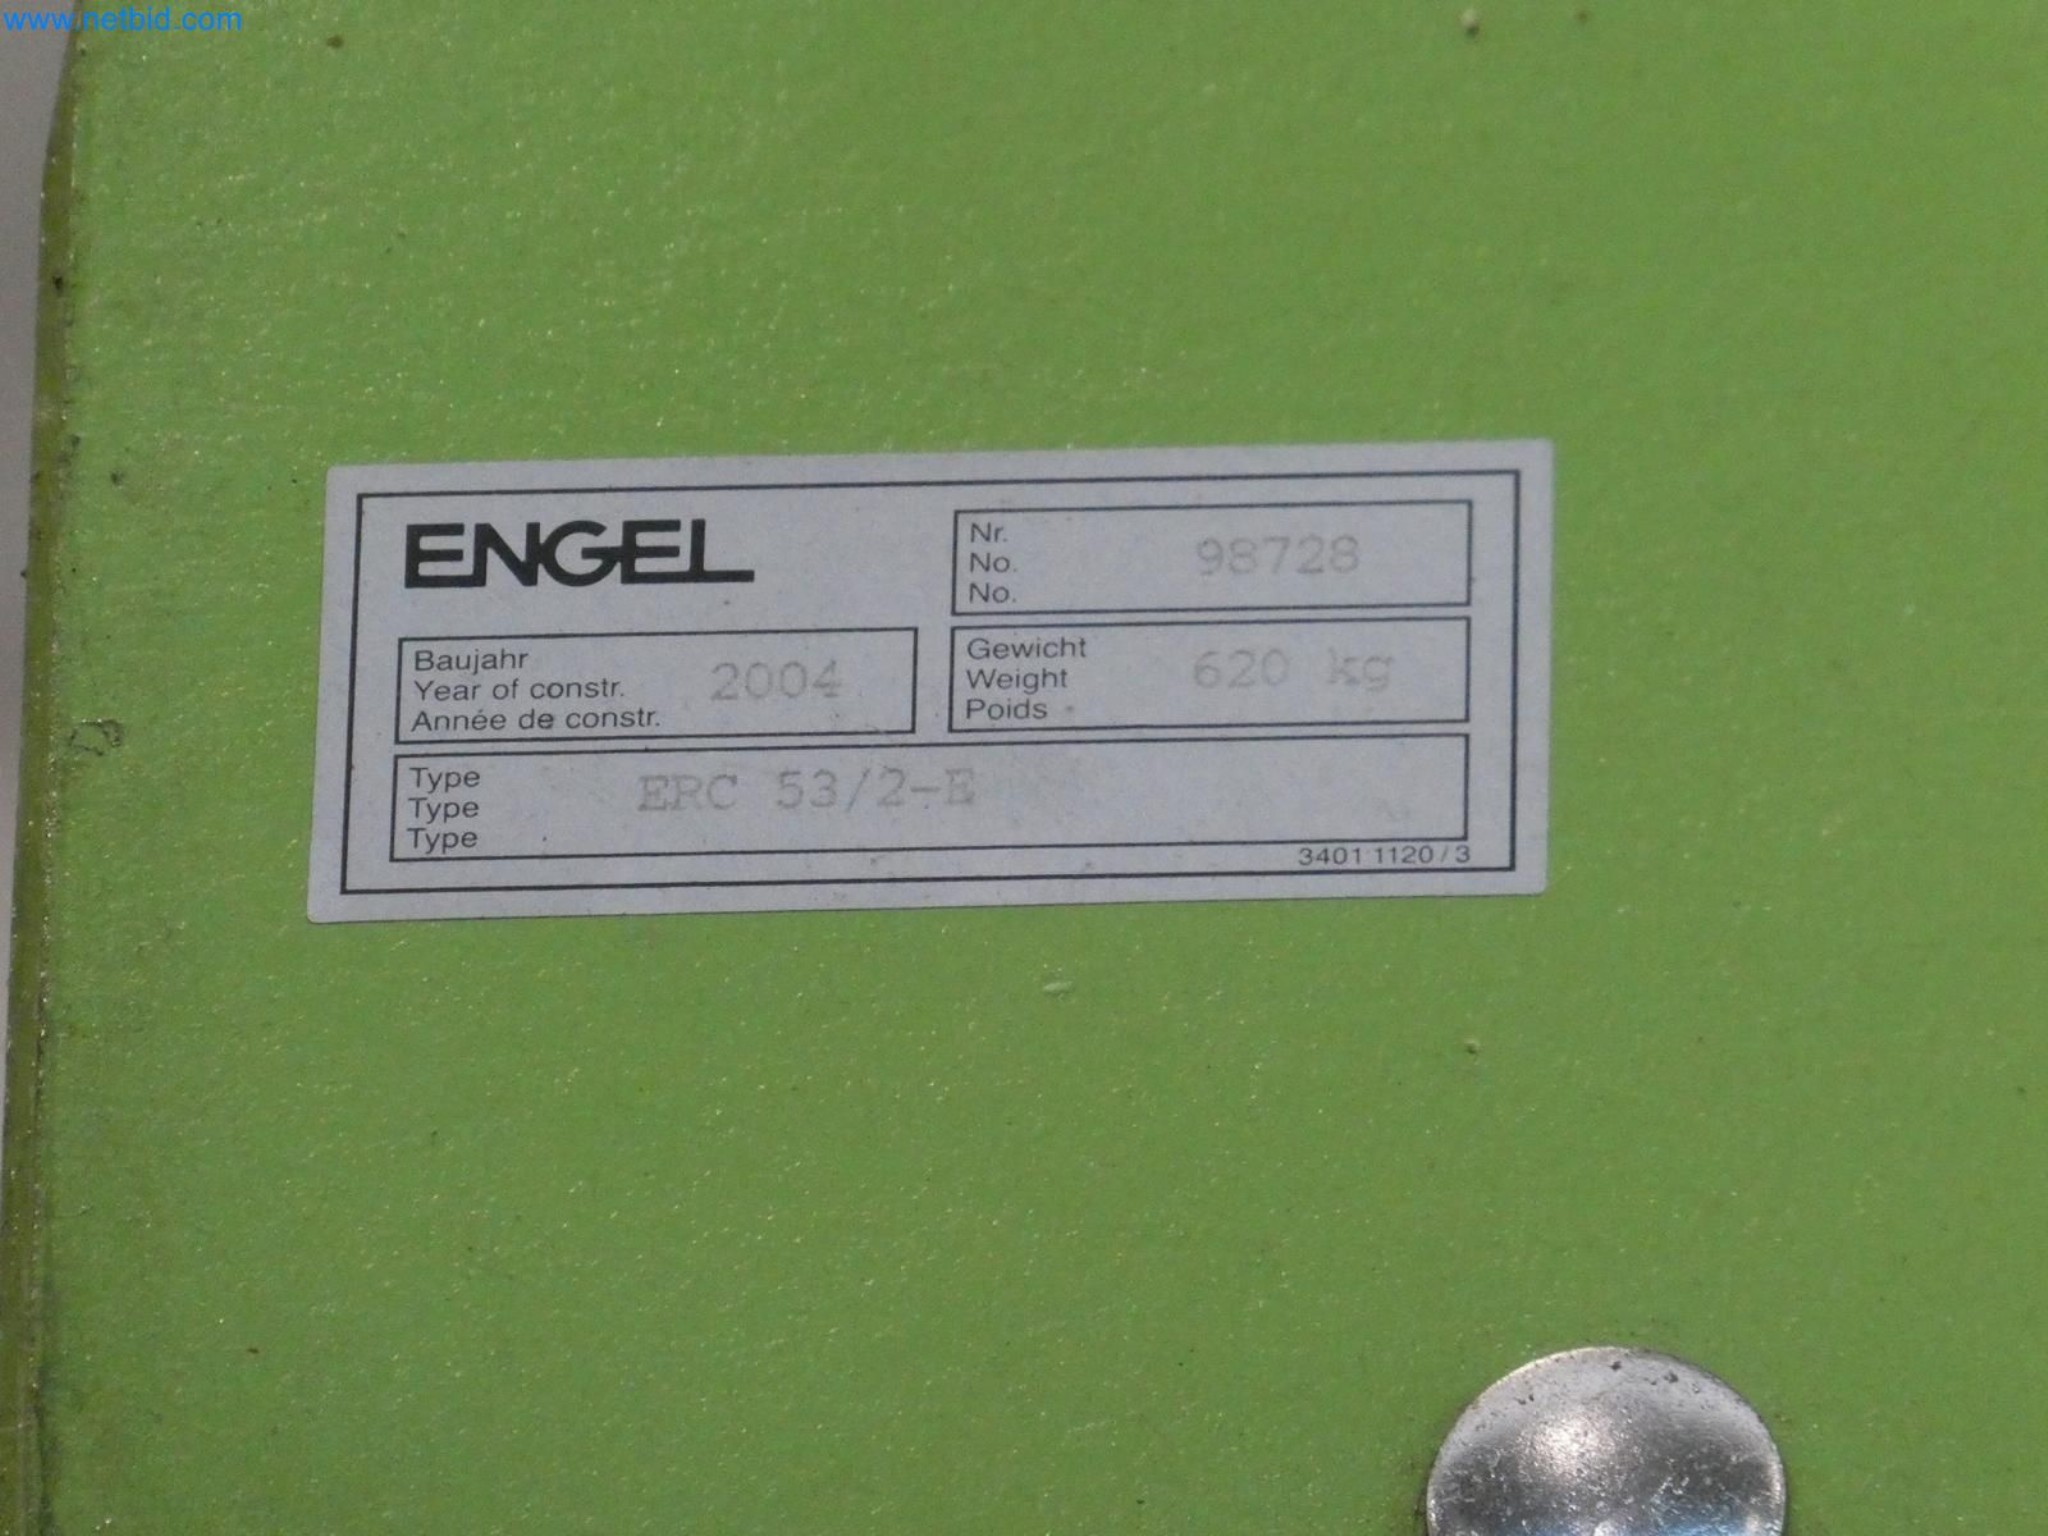 www.netbid.com
ENGEL
Nr.
No. 98728
No.
Baujahr
Year of constr. 2004
Année de constr.
Gewicht
Weight 620 kg
Poids
Type
Type ERC 53/2-E
Type
3401 1120 / 3